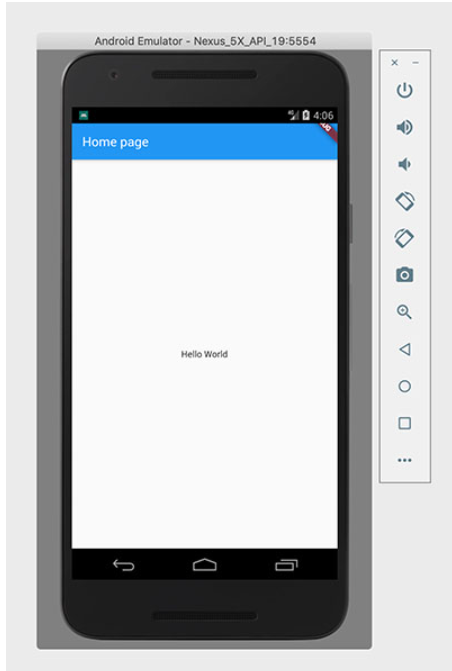 Android Emulator - Nexus_5X_API_19:5554
4:06
Home page
Hello World